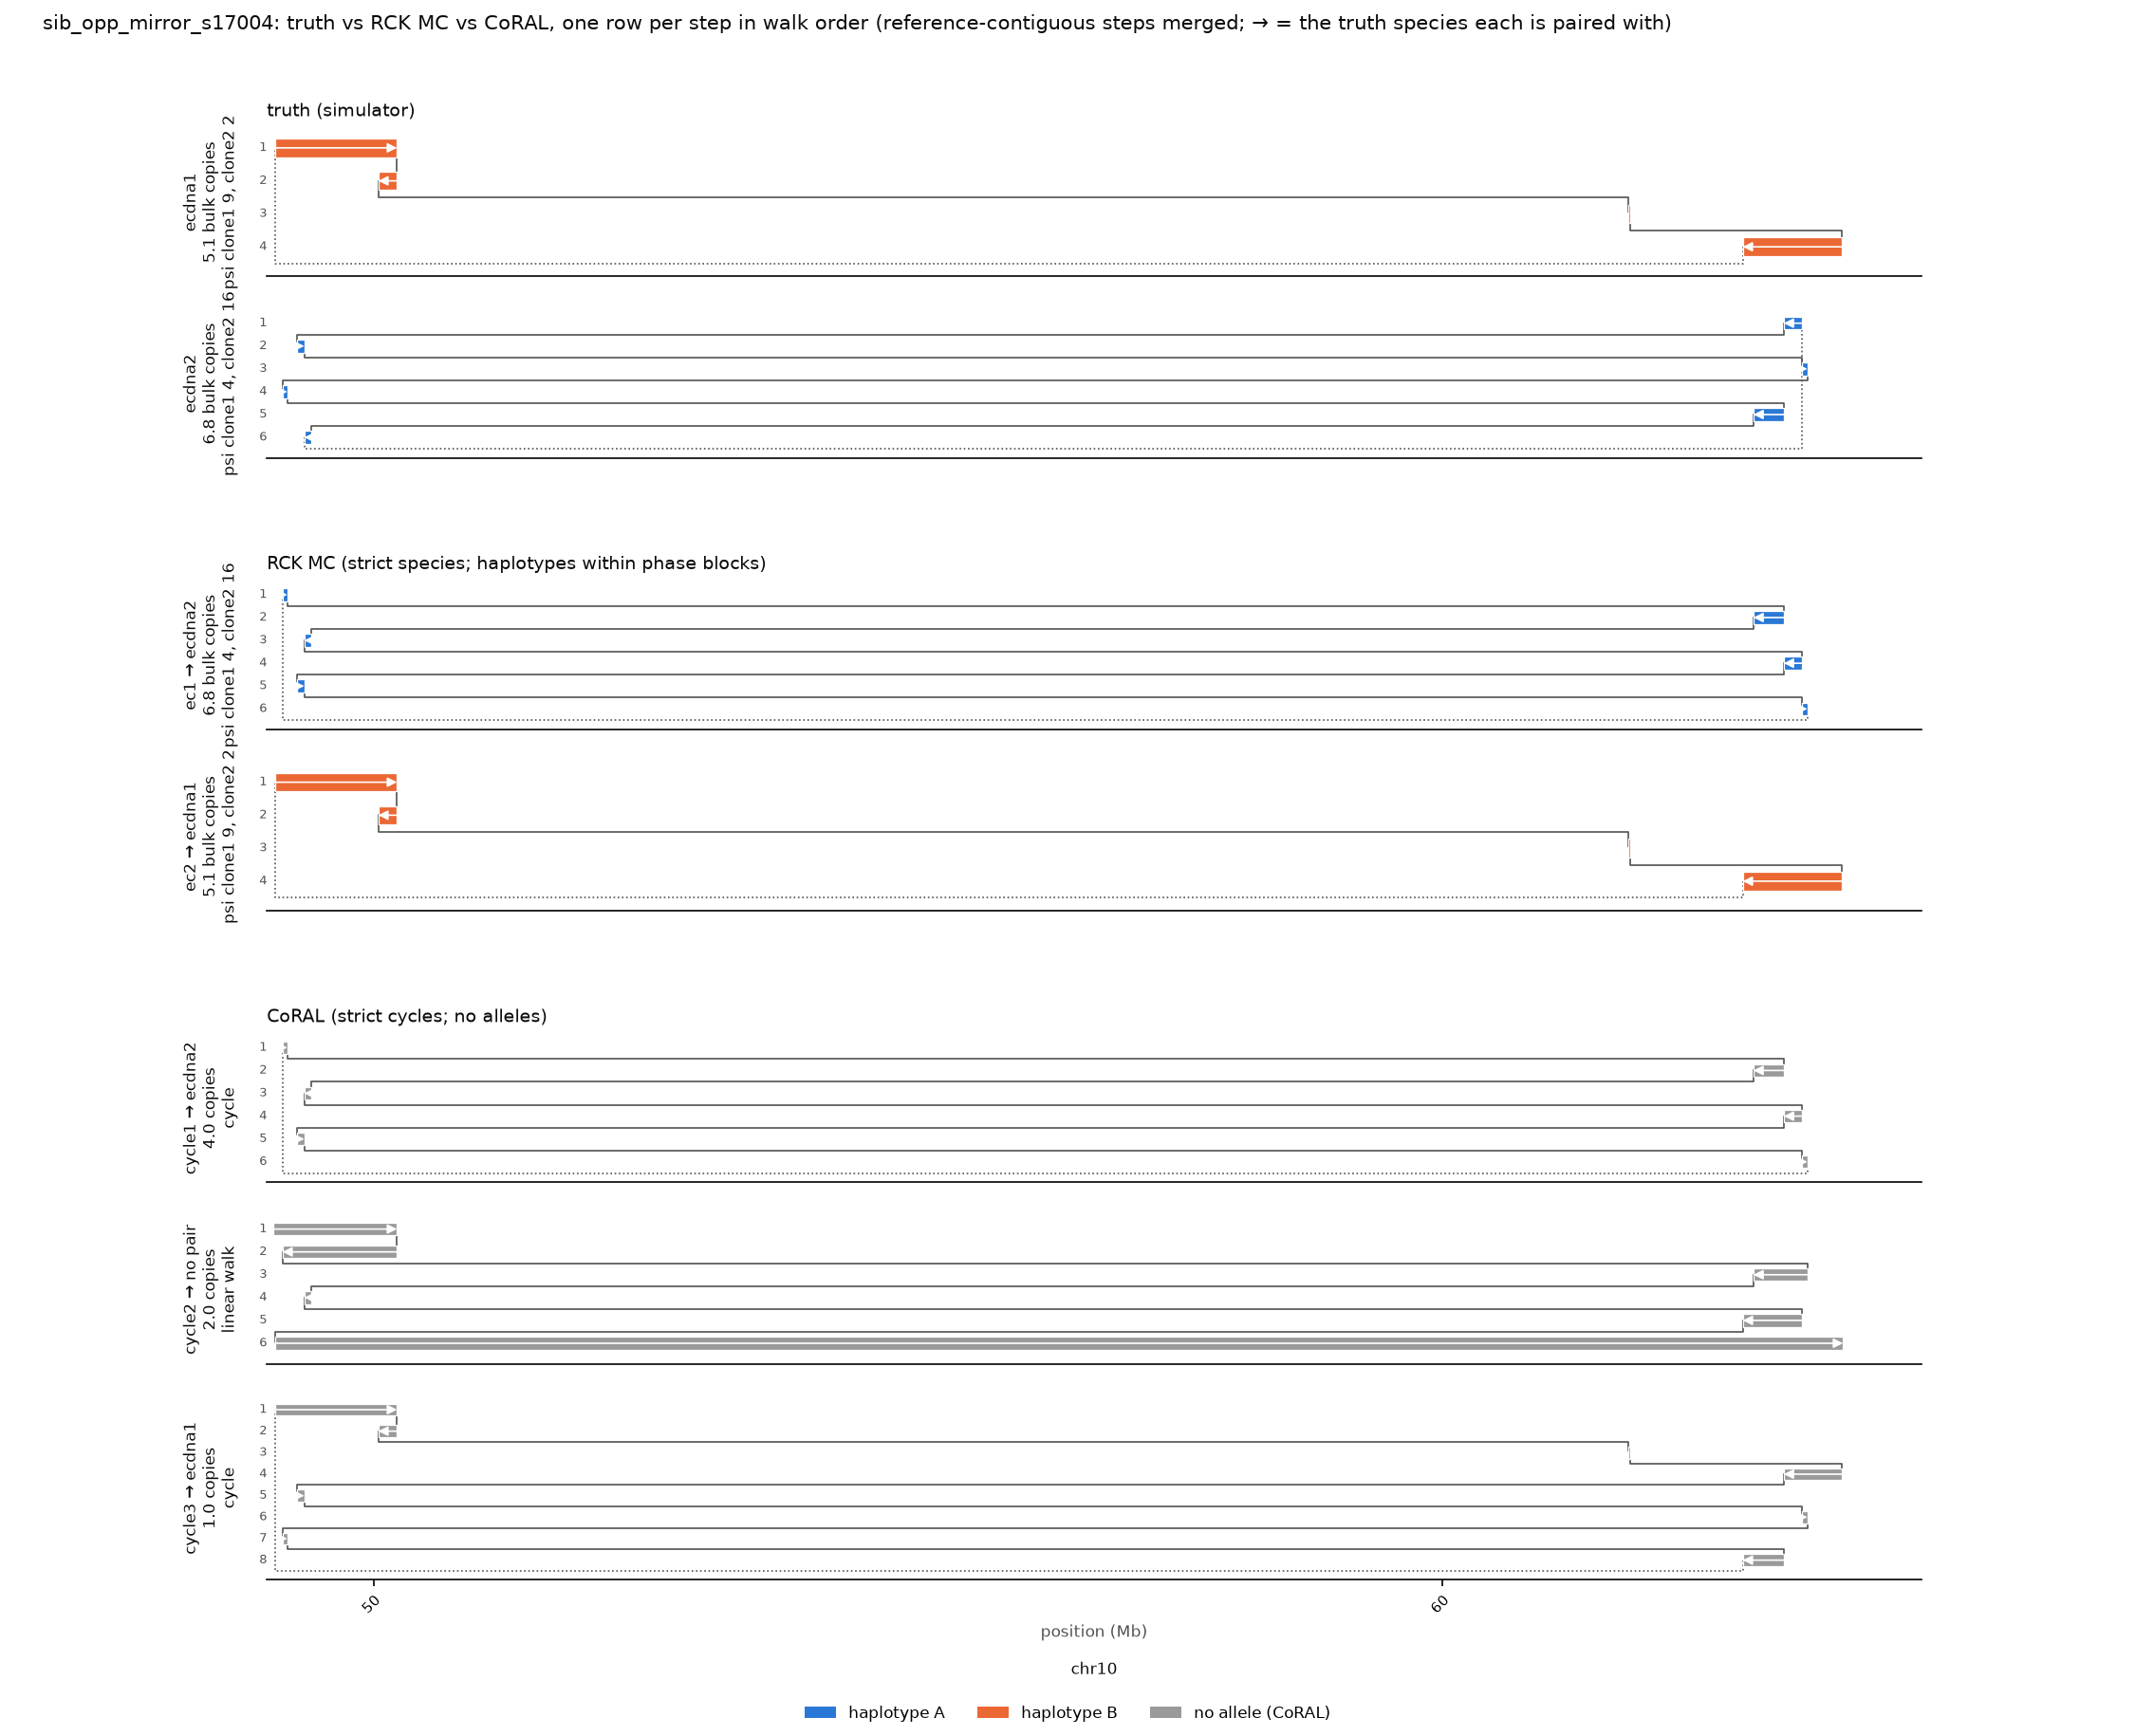 sib_opp_mirror_s17004: truth vs RCK MC vs CoRAL, one row per step in walk order (reference-contiguous steps merged; → = the truth species each is paired with)
truth (simulator)
ecdna1
5.1 bulk copies
psi clone1 9, clone2 2
1
2
3
4
ecdna2
6.8 bulk copies
psi clone1 4, clone2 16
1
2
3
4
5
6
RCK MC (strict species; haplotypes within phase blocks)
ec1 → ecdna2
6.8 bulk copies
psi clone1 4, clone2 16
1
2
3
4
5
6
ec2 → ecdna1
5.1 bulk copies
psi clone1 9, clone2 2
1
2
3
4
CoRAL (strict cycles; no alleles)
cycle1 → ecdna2
4.0 copies
cycle
1
2
3
4
5
6
cycle2 → no pair
2.0 copies
linear walk
1
2
3
4
5
6
cycle3 → ecdna1
1.0 copies
cycle
1
2
3
4
5
6
7
8
50
60
position (Mb)
chr10
haplotype A
haplotype B
no allele (CoRAL)